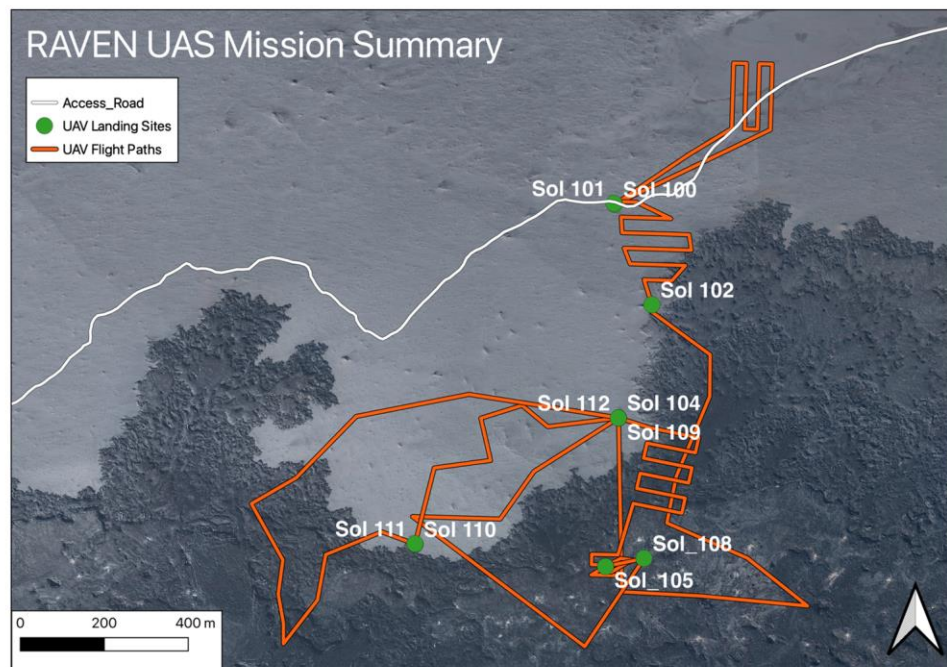 RAVEN UAS Mission Summary
Access_Road
UAV Landing Sites
UAV Flight Paths
Sol 101 Sol 100
Sol 102
Sol 112 Sol 104
Sol 109
Sol 111 Sol 110
Sol_108
Sol_105
0 200 400 m